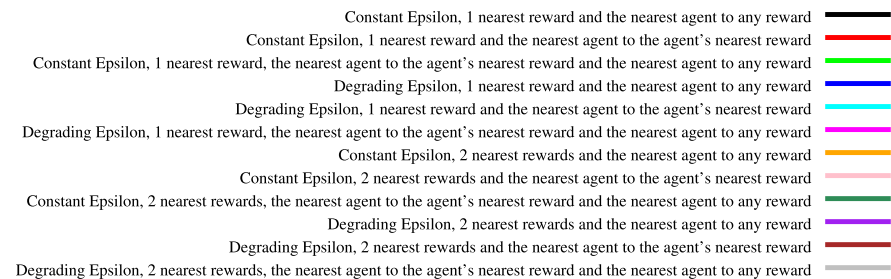 Constant Epsilon, 1 nearest reward and the nearest agent to any reward
Constant Epsilon, 1 nearest reward and the nearest agent to the agent's nearest reward
Constant Epsilon, 1 nearest reward, the nearest agent to the agent's nearest reward and the nearest agent to any reward
Degrading Epsilon, 1 nearest reward and the nearest agent to any reward
Degrading Epsilon, 1 nearest reward and the nearest agent to the agent's nearest reward
Degrading Epsilon, 1 nearest reward, the nearest agent to the agent's nearest reward and the nearest agent to any reward
Constant Epsilon, 2 nearest rewards and the nearest agent to any reward
Constant Epsilon, 2 nearest rewards and the nearest agent to the agent's nearest reward
Constant Epsilon, 2 nearest rewards, the nearest agent to the agent's nearest reward and the nearest agent to any reward
Degrading Epsilon, 2 nearest rewards and the nearest agent to any reward
Degrading Epsilon, 2 nearest rewards and the nearest agent to the agent's nearest reward
Degrading Epsilon, 2 nearest rewards, the nearest agent to the agent's nearest reward and the nearest agent to any reward